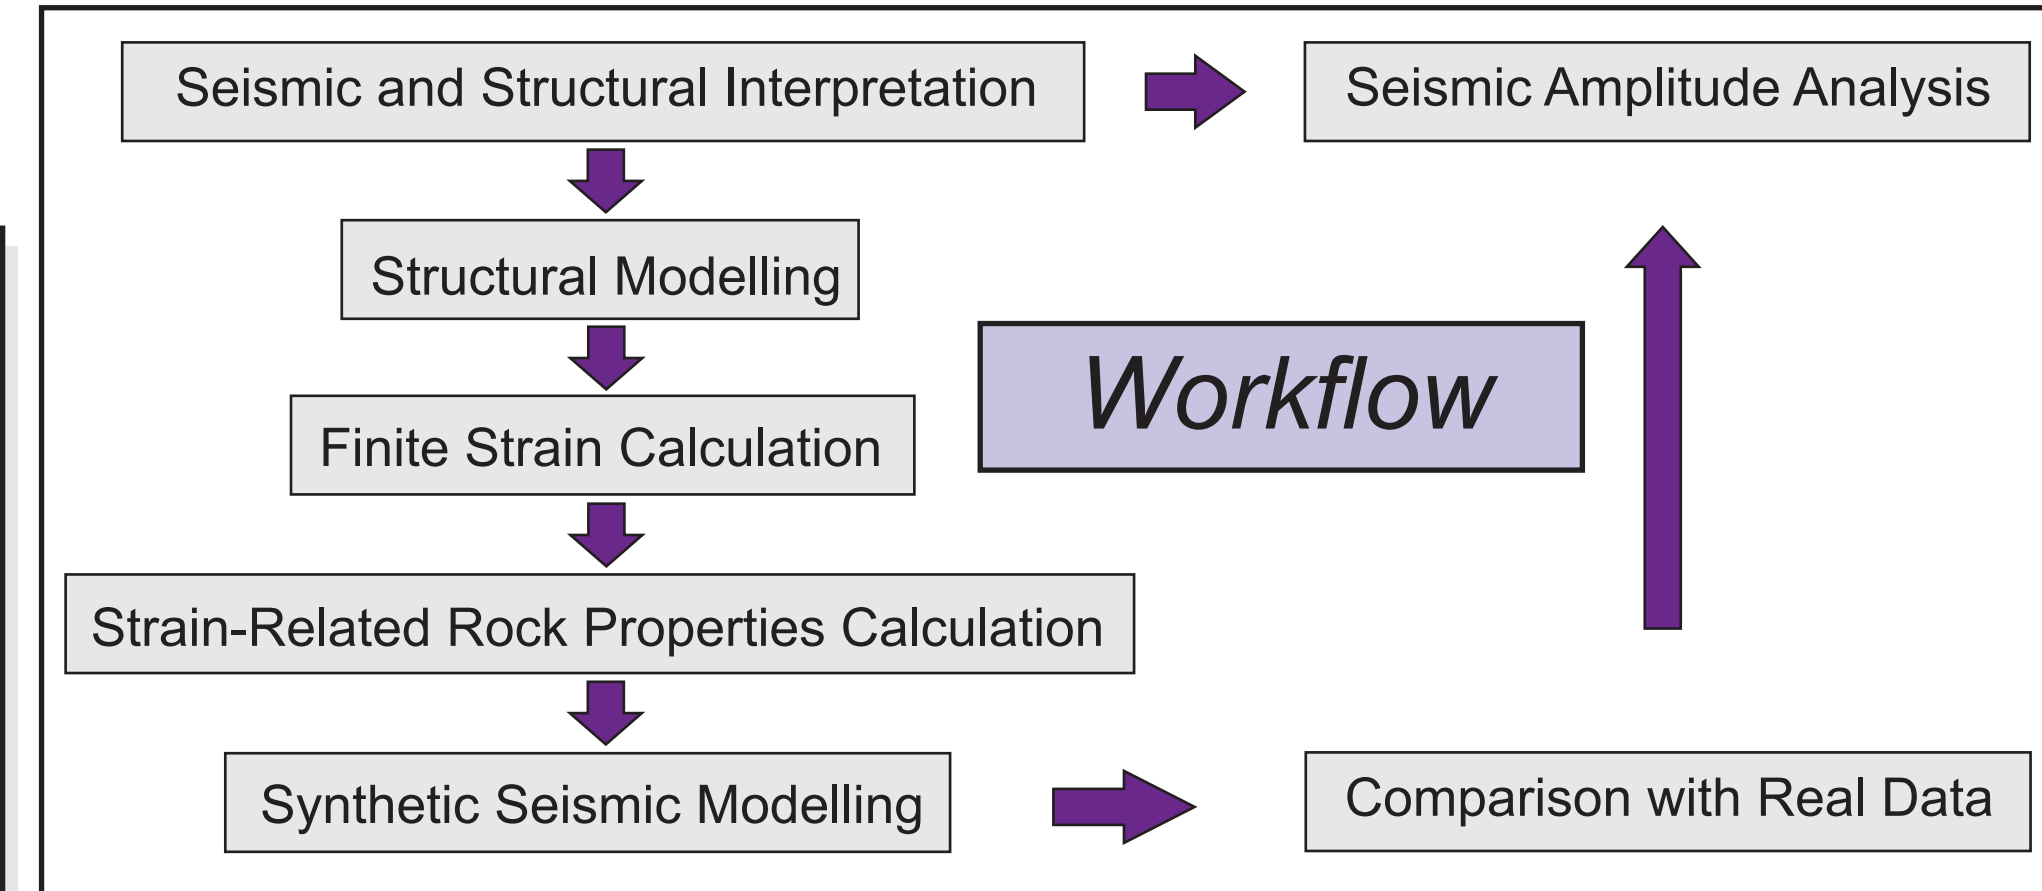 Seismic and Structural Interpretation
Seismic Amplitude Analysis
Structural Modelling
Workflow
Finite Strain Calculation
Strain-Related Rock Properties Calculation
Synthetic Seismic Modelling
Comparison with Real Data